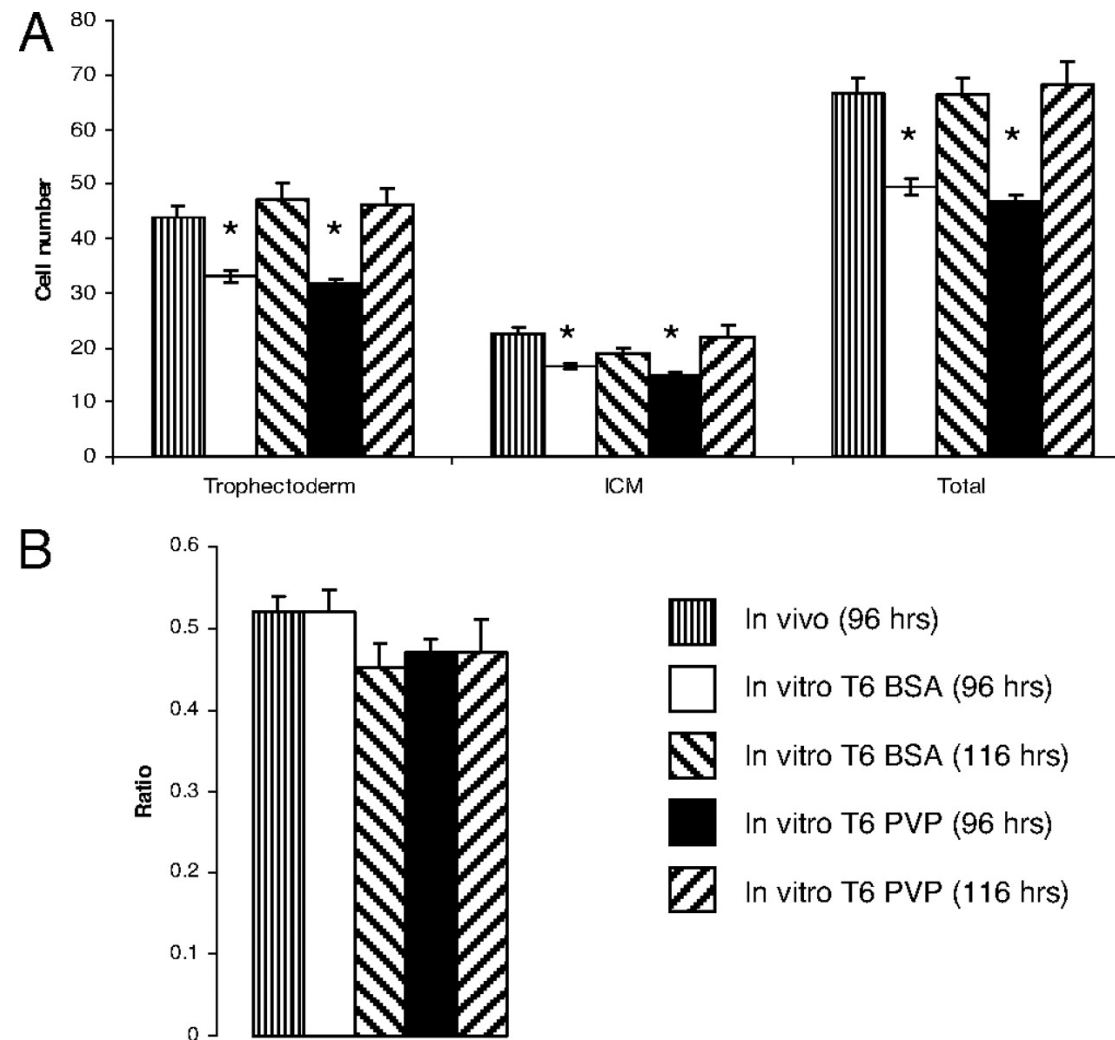 A
80
70
60
50
40
30
20
10
0
Cell number
* * * * * *
Trophectoderm ICM Total
B
0.6
0.5
0.4
0.3
0.2
0.1
0
Ratio
In vivo (96 hrs)
In vitro T6 BSA (96 hrs)
In vitro T6 BSA (116 hrs)
In vitro T6 PVP (96 hrs)
In vitro T6 PVP (116 hrs)